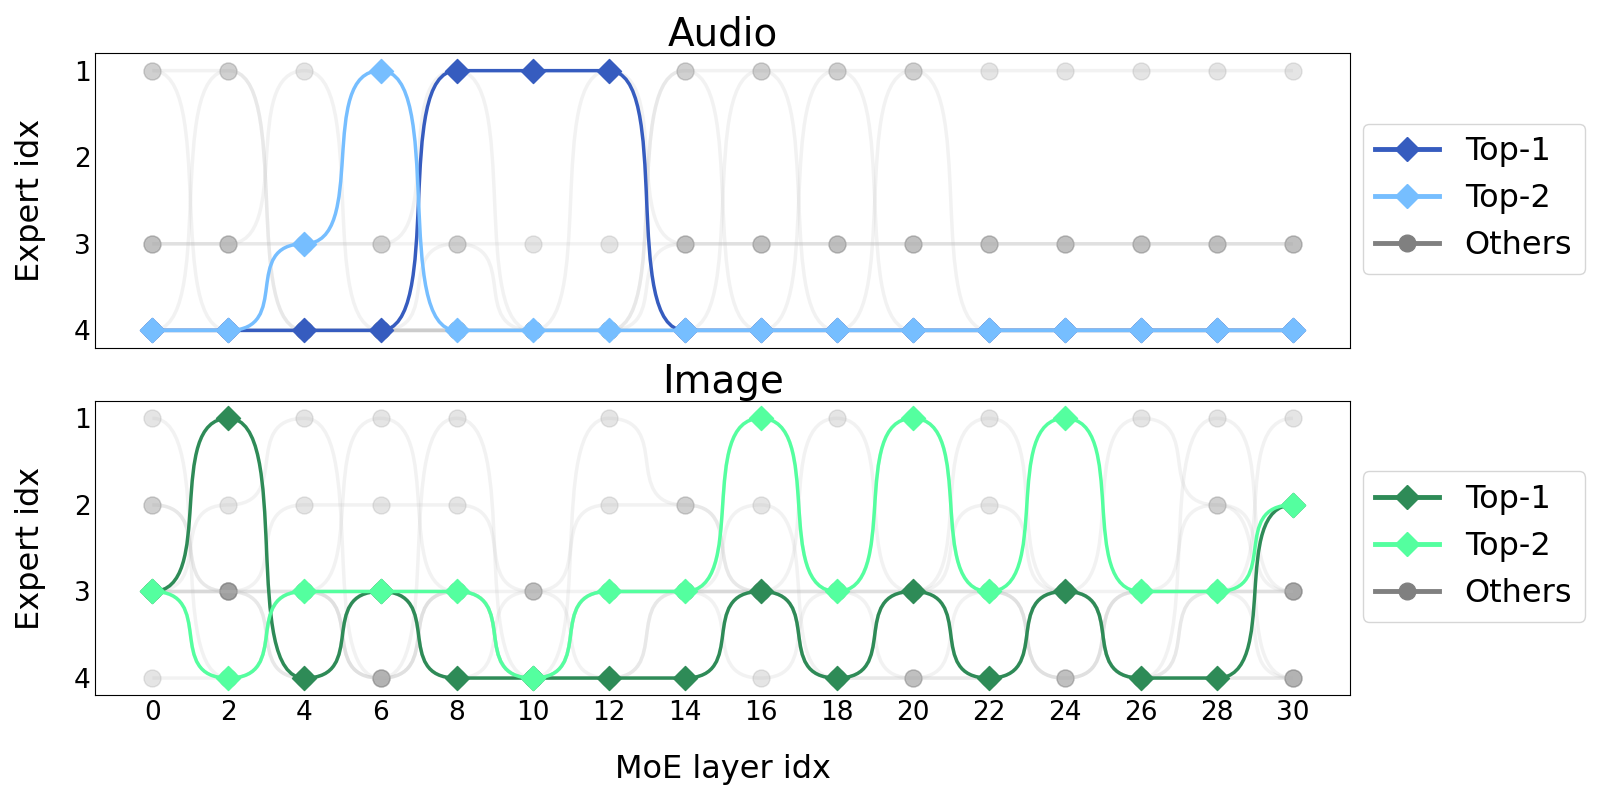 Audio
Expert idx
1
2
3
4
Top-1
Top-2
Others
Image
Expert idx
1
2
3
4
Top-1
Top-2
Others
0 2 4 6 8 10 12 14 16 18 20 22 24 26 28 30
MoE layer idx